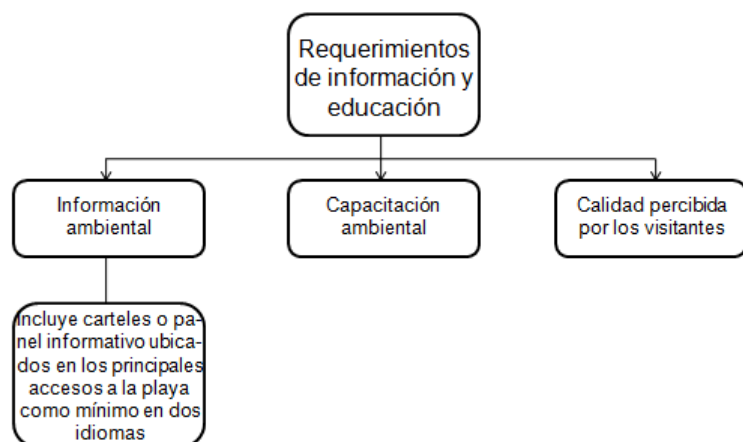 Requerimientos
de información y
educación
Información
ambiental
Capacitación
ambiental
Calidad percibida
por los visitantes
Incluye carteles o pa-
nel informativo ubica-
dos en los principales
accesos a la playa
como mínimo en dos
idiomas